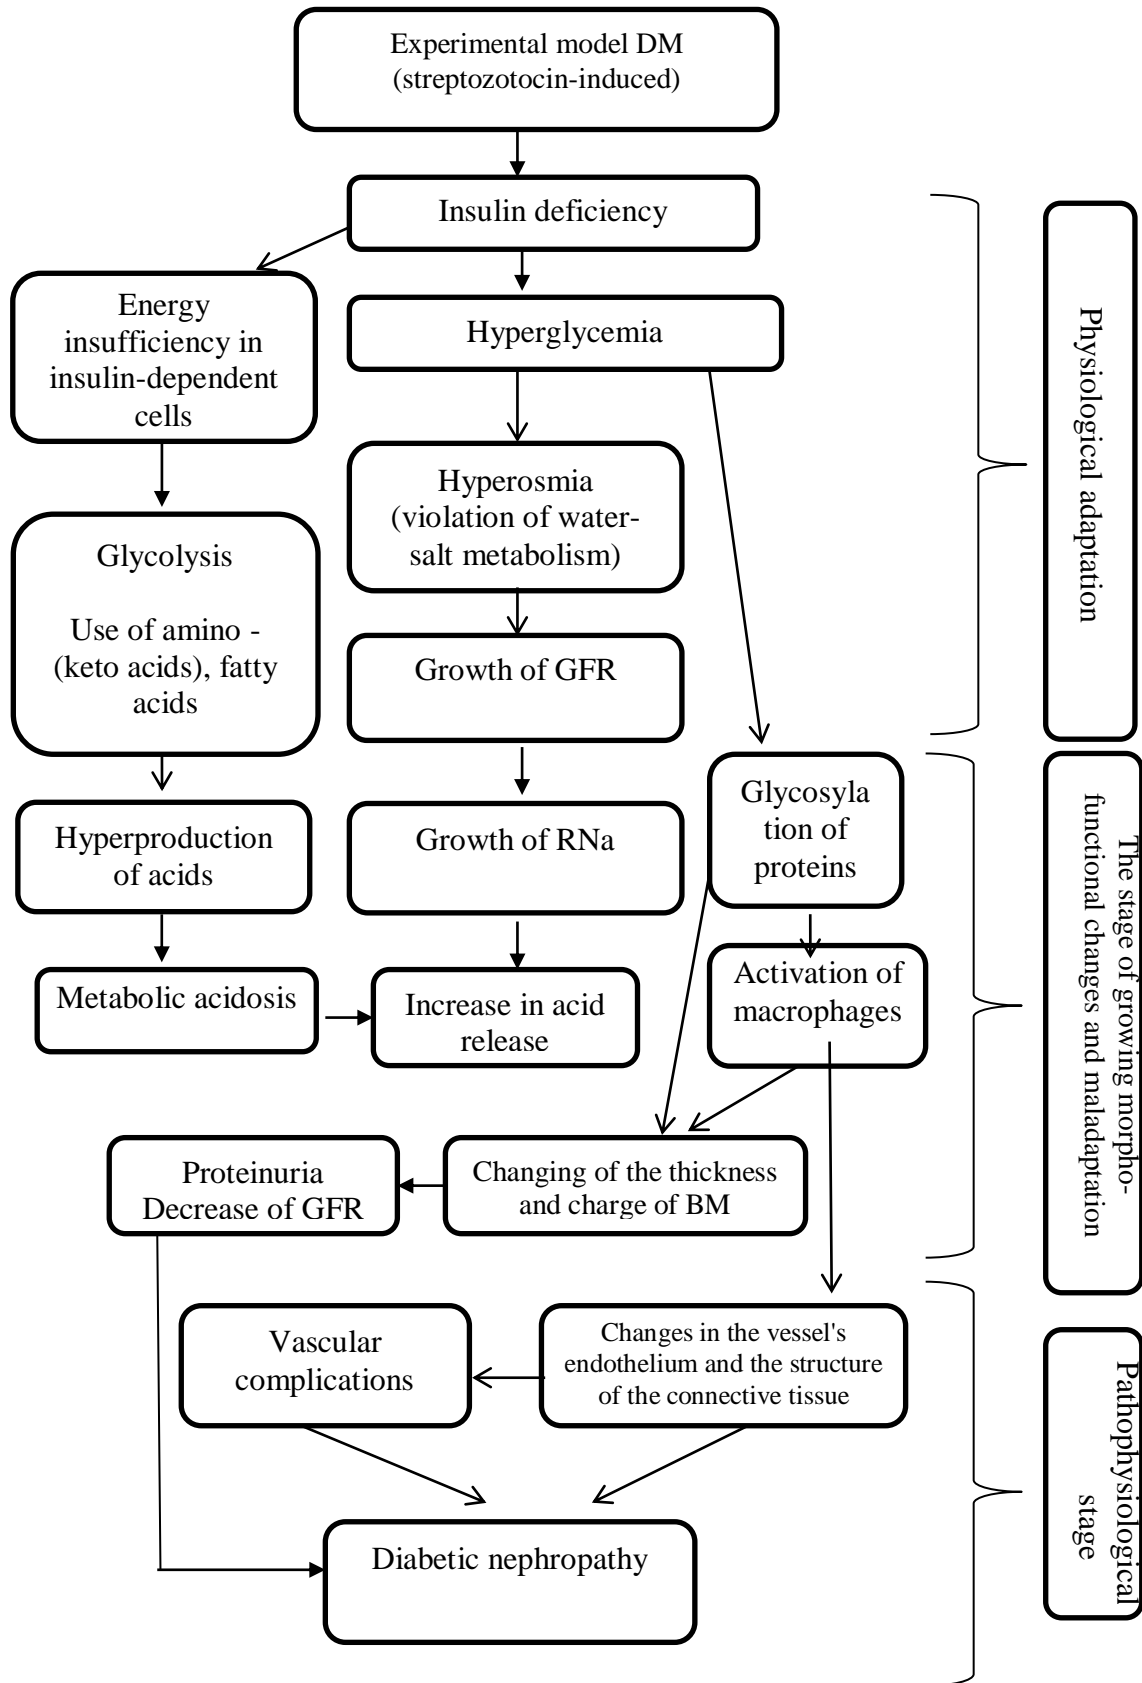 Experimental model DM
(streptozotocin-induced)
Insulin deficiency
Energy
insufficiency in
insulin-dependent
cells
Hyperglycemia
Hyperosmia
(violation of water-
salt metabolism)
Glycolysis
Use of amino -
(keto acids), fatty
acids
Growth of GFR
Physiological adaptation
Hyperproduction
of acids
Growth of RNa
Glycosyla
tion of
proteins
Metabolic acidosis
Increase in acid
release
Activation of
macrophages
The stage of growing morpho-
functional changes and maladaptation
Proteinuria
Decrease of GFR
Changing of the thickness
and charge of BM
Vascular
complications
Changes in the vessel's
endothelium and the structure
of the connective tissue
Diabetic nephropathy
Pathophysiological
stage